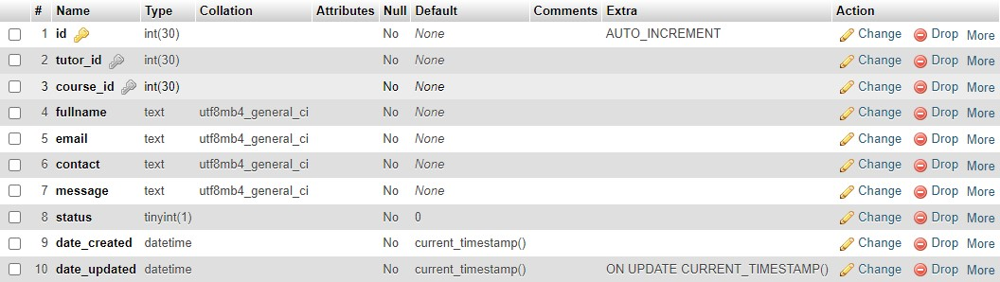 # Name Type Collation Attributes Null Default Comments Extra Action
1 id int(30) No None AUTO_INCREMENT Change Drop More
2 tutor_id int(30) No None Change Drop More
3 course_id int(30) No None Change Drop More
4 fullname text utf8mb4_general_ci No None Change Drop More
5 email text utf8mb4_general_ci No None Change Drop More
6 contact text utf8mb4_general_ci No None Change Drop More
7 message text utf8mb4_general_ci No None Change Drop More
8 status tinyint(1) No 0 Change Drop More
9 date_created datetime No current_timestamp() Change Drop More
10 date_updated datetime No current_timestamp() ON UPDATE CURRENT_TIMESTAMP() Change Drop More